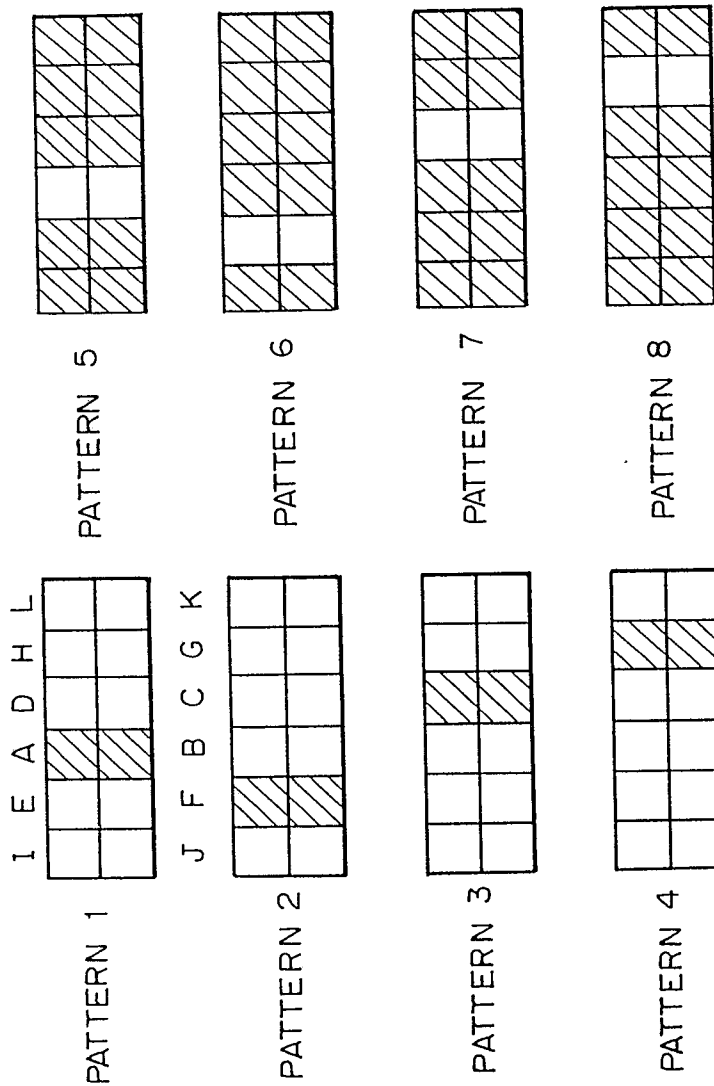 I E A D H L
PATTERN 1
J F B C G K
PATTERN 2
PATTERN 3
PATTERN 4
PATTERN 5
PATTERN 6
PATTERN 7
PATTERN 8